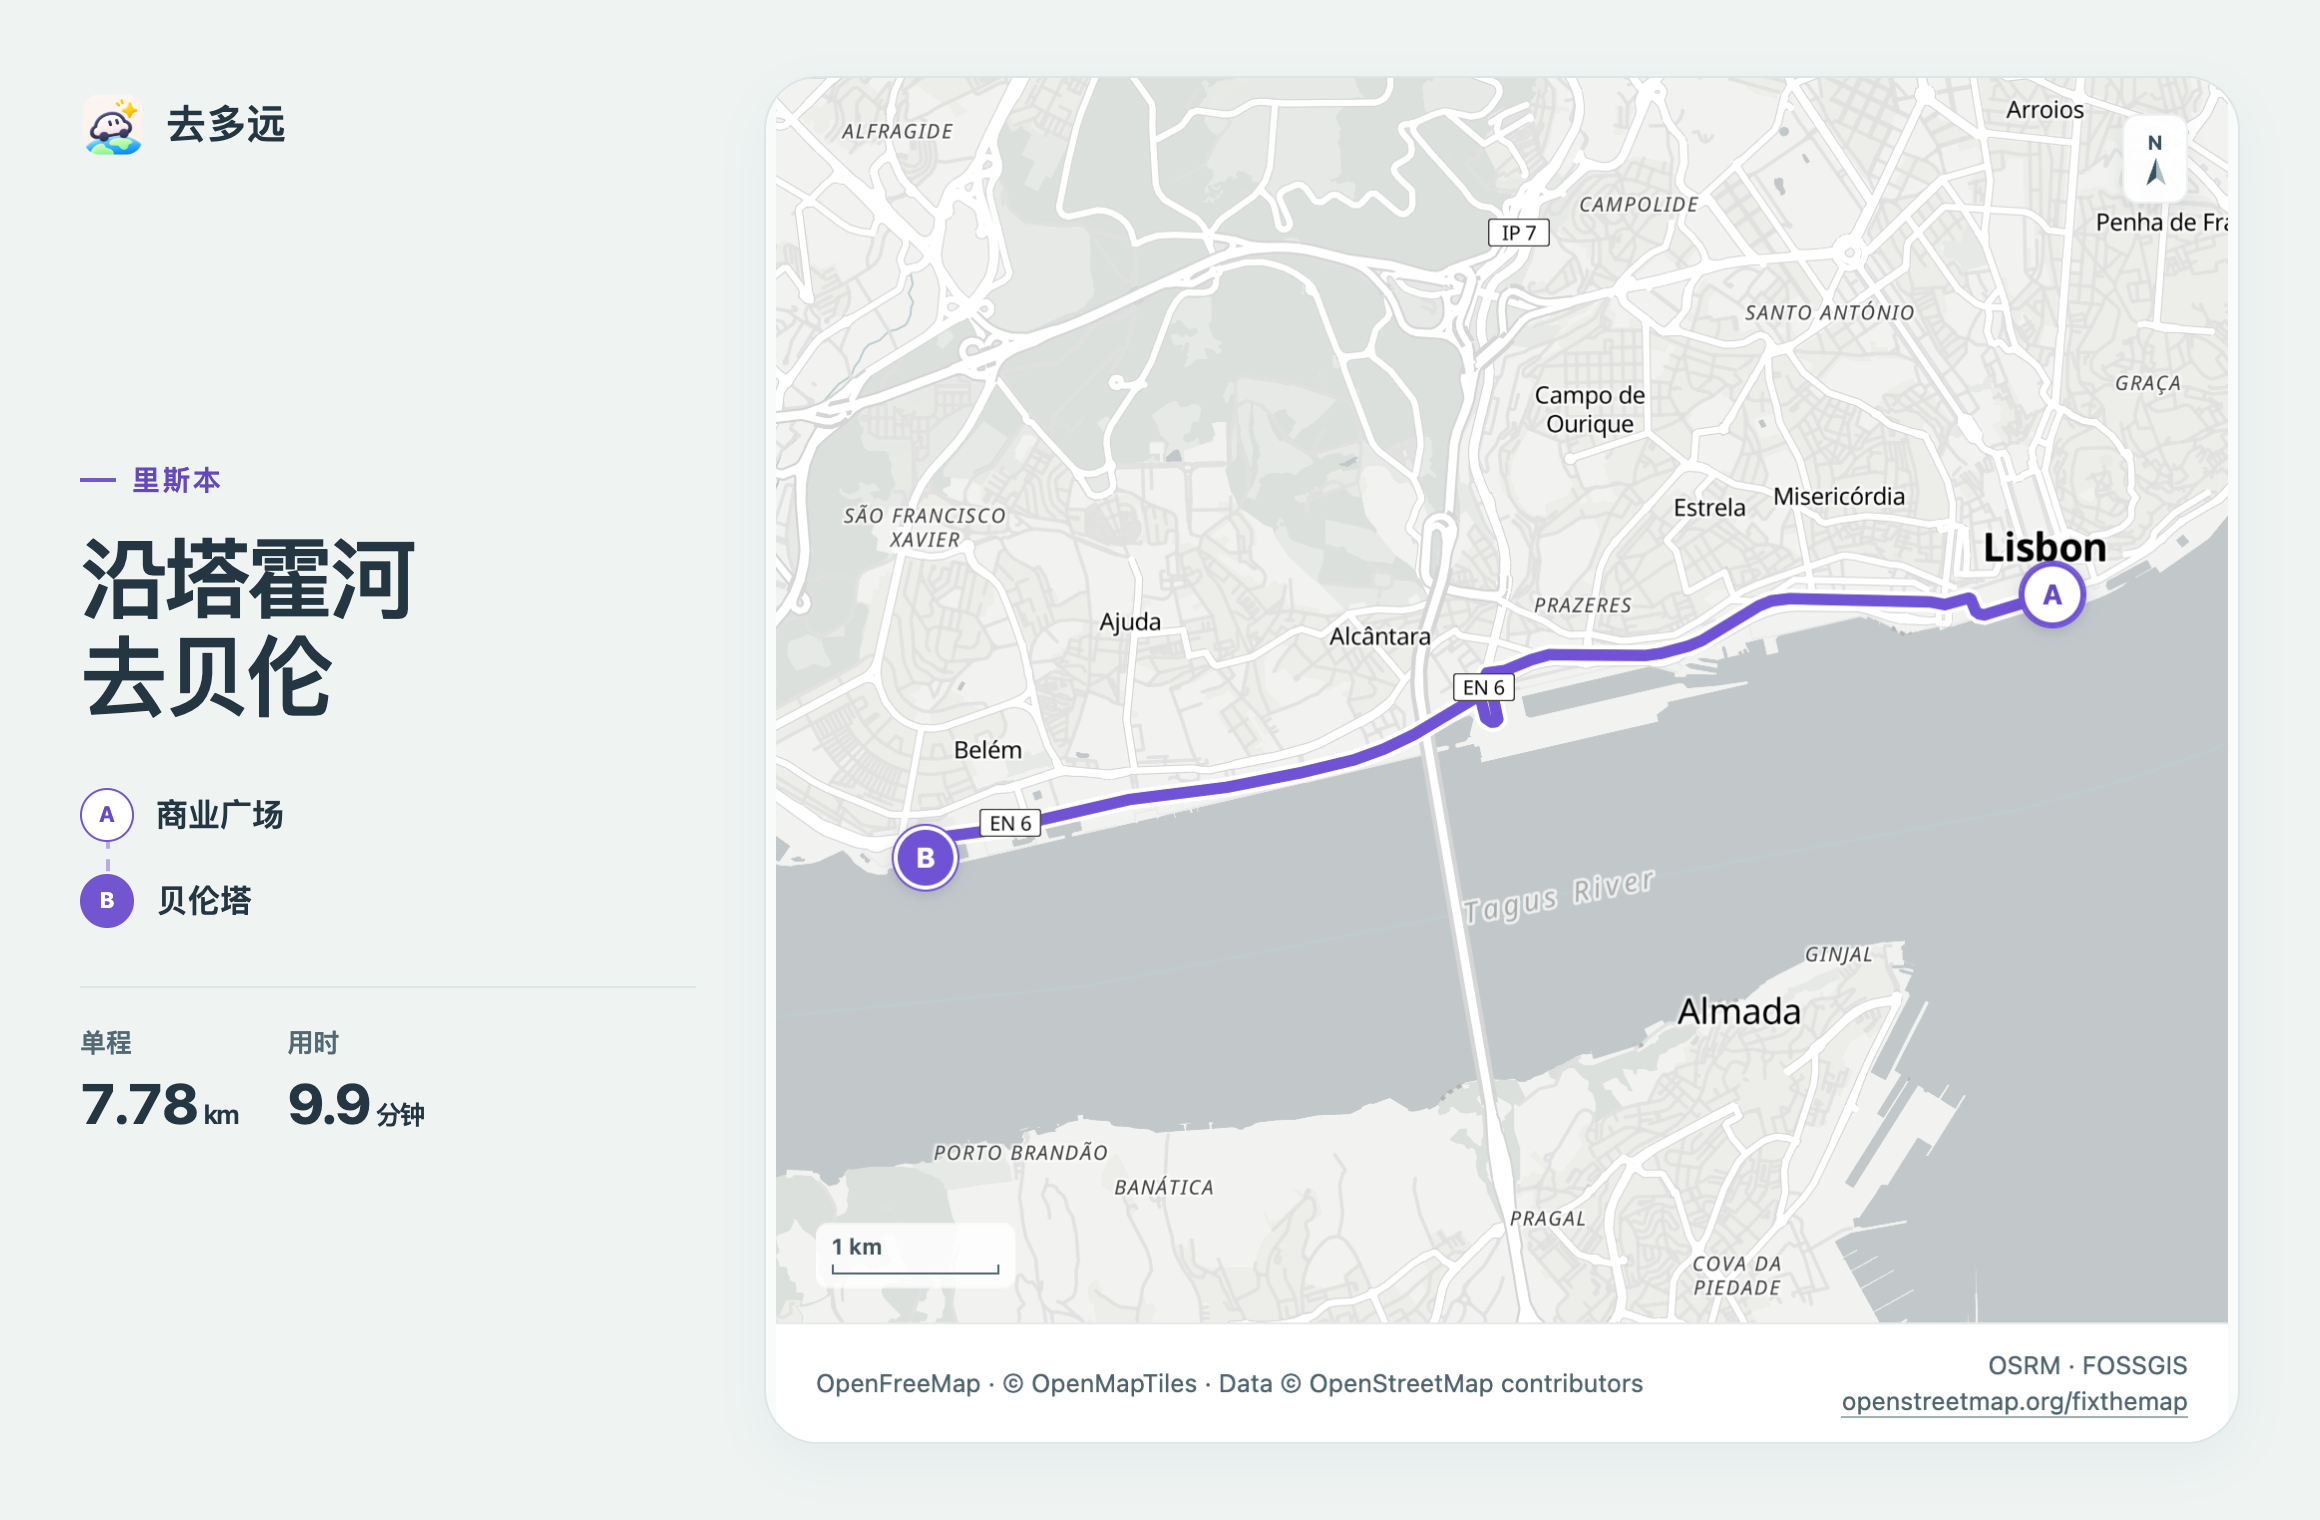 去多远
里斯本
沿塔霍河
去贝伦
A 商业广场
B 贝伦塔
单程 用时
7.78 km 9.9 分钟
Arroios
ALFRAGIDE
N
CAMPOLIDE
Penha de Fra
IP 7
SANTO ANTÓNIO
GRAÇA
Campo de
Ourique
Misericórdia
Estrela
SÃO FRANCISCO
XAVIER
Lisbon
A
PRAZERES
Ajuda
Alcântara
EN 6
Belém
EN 6
B
Tagus River
GINJAL
Almada
PORTO BRANDÃO
BANÁTICA
PRAGAL
1 km
COVA DA
PIEDADE
OpenFreeMap · © OpenMapTiles · Data © OpenStreetMap contributors
OSRM · FOSSGIS
openstreetmap.org/fixthemap